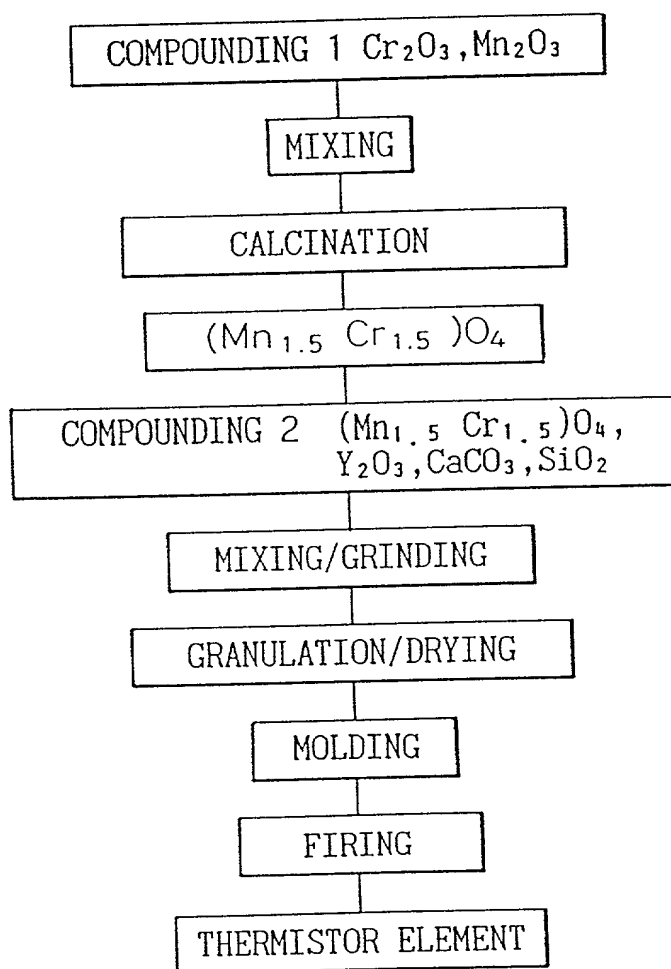 COMPOUNDING 1 Cr₂O₃,Mn₂O₃
MIXING
CALCINATION
(Mn₁.₅ Cr₁.₅ )O₄
COMPOUNDING 2 (Mn₁.₅ Cr₁.₅)O₄,
Y₂O₃,CaCO₃,SiO₂
MIXING/GRINDING
GRANULATION/DRYING
MOLDING
FIRING
THERMISTOR ELEMENT